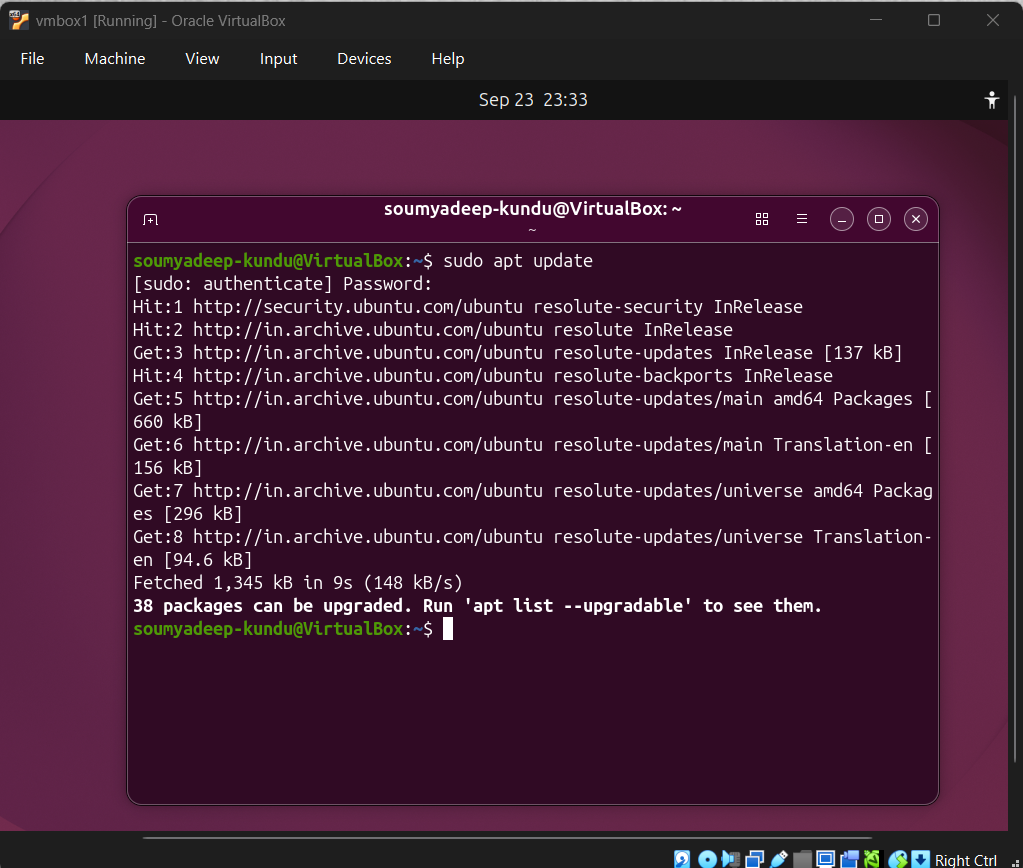 vmbox1 [Running] - Oracle VirtualBox
File Machine View Input Devices Help
Sep 23 23:33
soumyadeep-kundu@VirtualBox: ~
~
soumyadeep-kundu@VirtualBox:~$ sudo apt update
[sudo: authenticate] Password:
Hit:1 http://security.ubuntu.com/ubuntu resolute-security InRelease
Hit:2 http://in.archive.ubuntu.com/ubuntu resolute InRelease
Get:3 http://in.archive.ubuntu.com/ubuntu resolute-updates InRelease [137 kB]
Hit:4 http://in.archive.ubuntu.com/ubuntu resolute-backports InRelease
Get:5 http://in.archive.ubuntu.com/ubuntu resolute-updates/main amd64 Packages [
660 kB]
Get:6 http://in.archive.ubuntu.com/ubuntu resolute-updates/main Translation-en [
156 kB]
Get:7 http://in.archive.ubuntu.com/ubuntu resolute-updates/universe amd64 Packag
es [296 kB]
Get:8 http://in.archive.ubuntu.com/ubuntu resolute-updates/universe Translation-
en [94.6 kB]
Fetched 1,345 kB in 9s (148 kB/s)
38 packages can be upgraded. Run 'apt list --upgradable' to see them.
soumyadeep-kundu@VirtualBox:~$
Right Ctrl